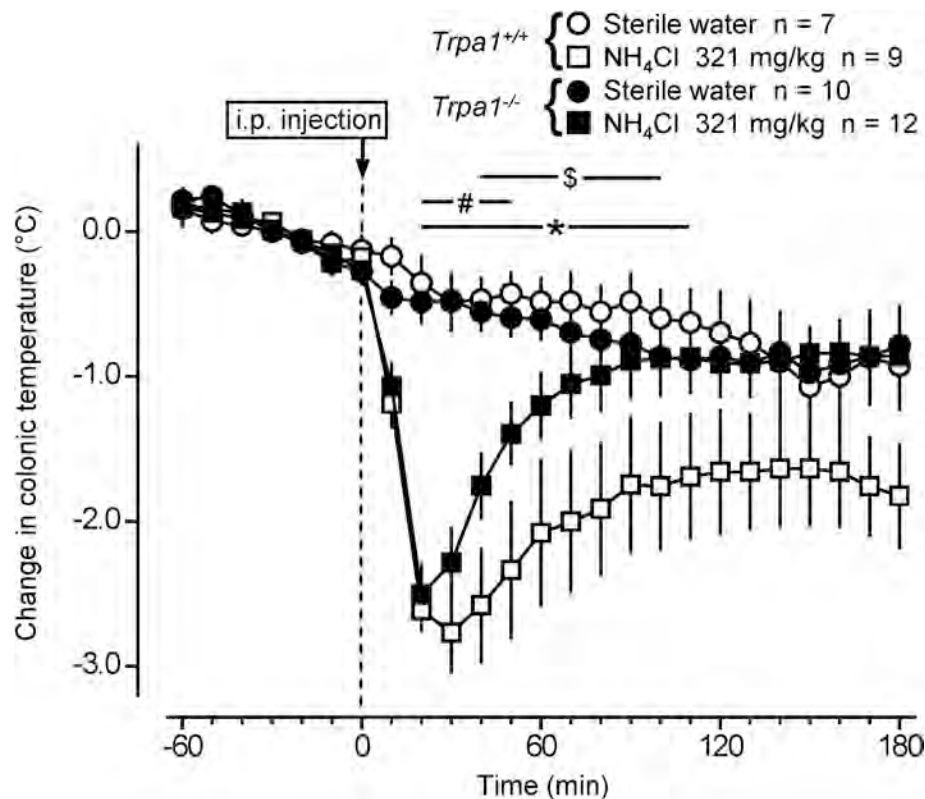 Trpa1+/+ { Sterile water n = 7
NH4Cl 321 mg/kg n = 9
Trpa1-/- { Sterile water n = 10
NH4Cl 321 mg/kg n = 12
i.p. injection
$
#
*
Change in colonic temperature (°C)
0.0
-1.0
-2.0
-3.0
-60 0 60 120 180
Time (min)